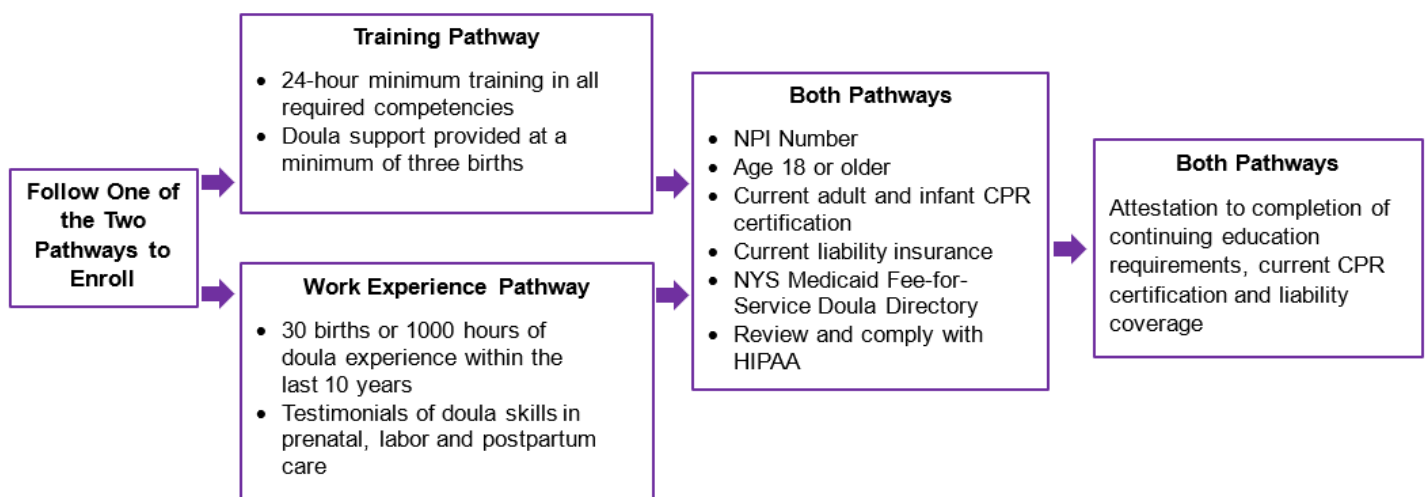 Follow One of
the Two
Pathways to
Enroll
Training Pathway
• 24-hour minimum training in all
required competencies
• Doula support provided at a
minimum of three births
Work Experience Pathway
• 30 births or 1000 hours of
doula experience within the
last 10 years
• Testimonials of doula skills in
prenatal, labor and postpartum
care
Both Pathways
• NPI Number
• Age 18 or older
• Current adult and infant CPR
certification
• Current liability insurance
• NYS Medicaid Fee-for-
Service Doula Directory
• Review and comply with
HIPAA
Both Pathways
Attestation to completion of
continuing education
requirements, current CPR
certification and liability
coverage